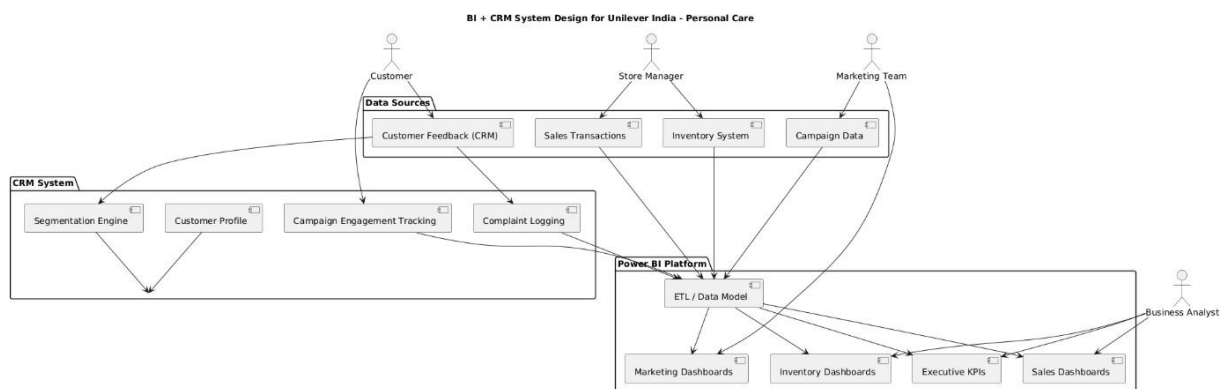 BI + CRM System Design for Unilever India - Personal Care
Customer
Store Manager
Marketing Team
Data Sources
Customer Feedback (CRM)
Sales Transactions
Inventory System
Campaign Data
CRM System
Segmentation Engine
Customer Profile
Campaign Engagement Tracking
Complaint Logging
Power BI Platform
ETL / Data Model
Business Analyst
Marketing Dashboards
Inventory Dashboards
Executive KPIs
Sales Dashboards